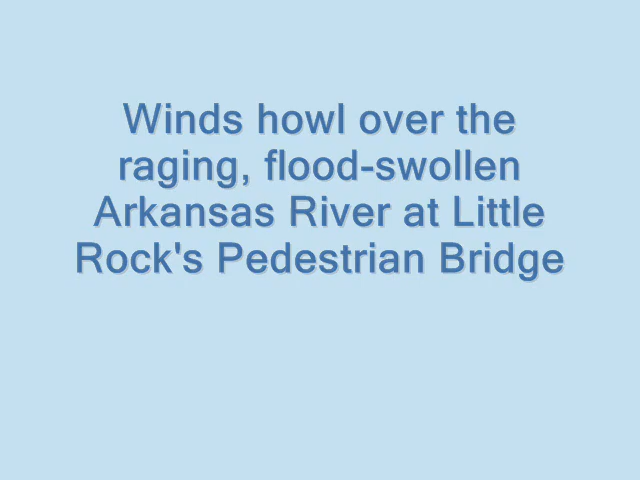 Winds howl over the
raging, flood-swollen
Arkansas River at Little
Rock's Pedestrian Bridge